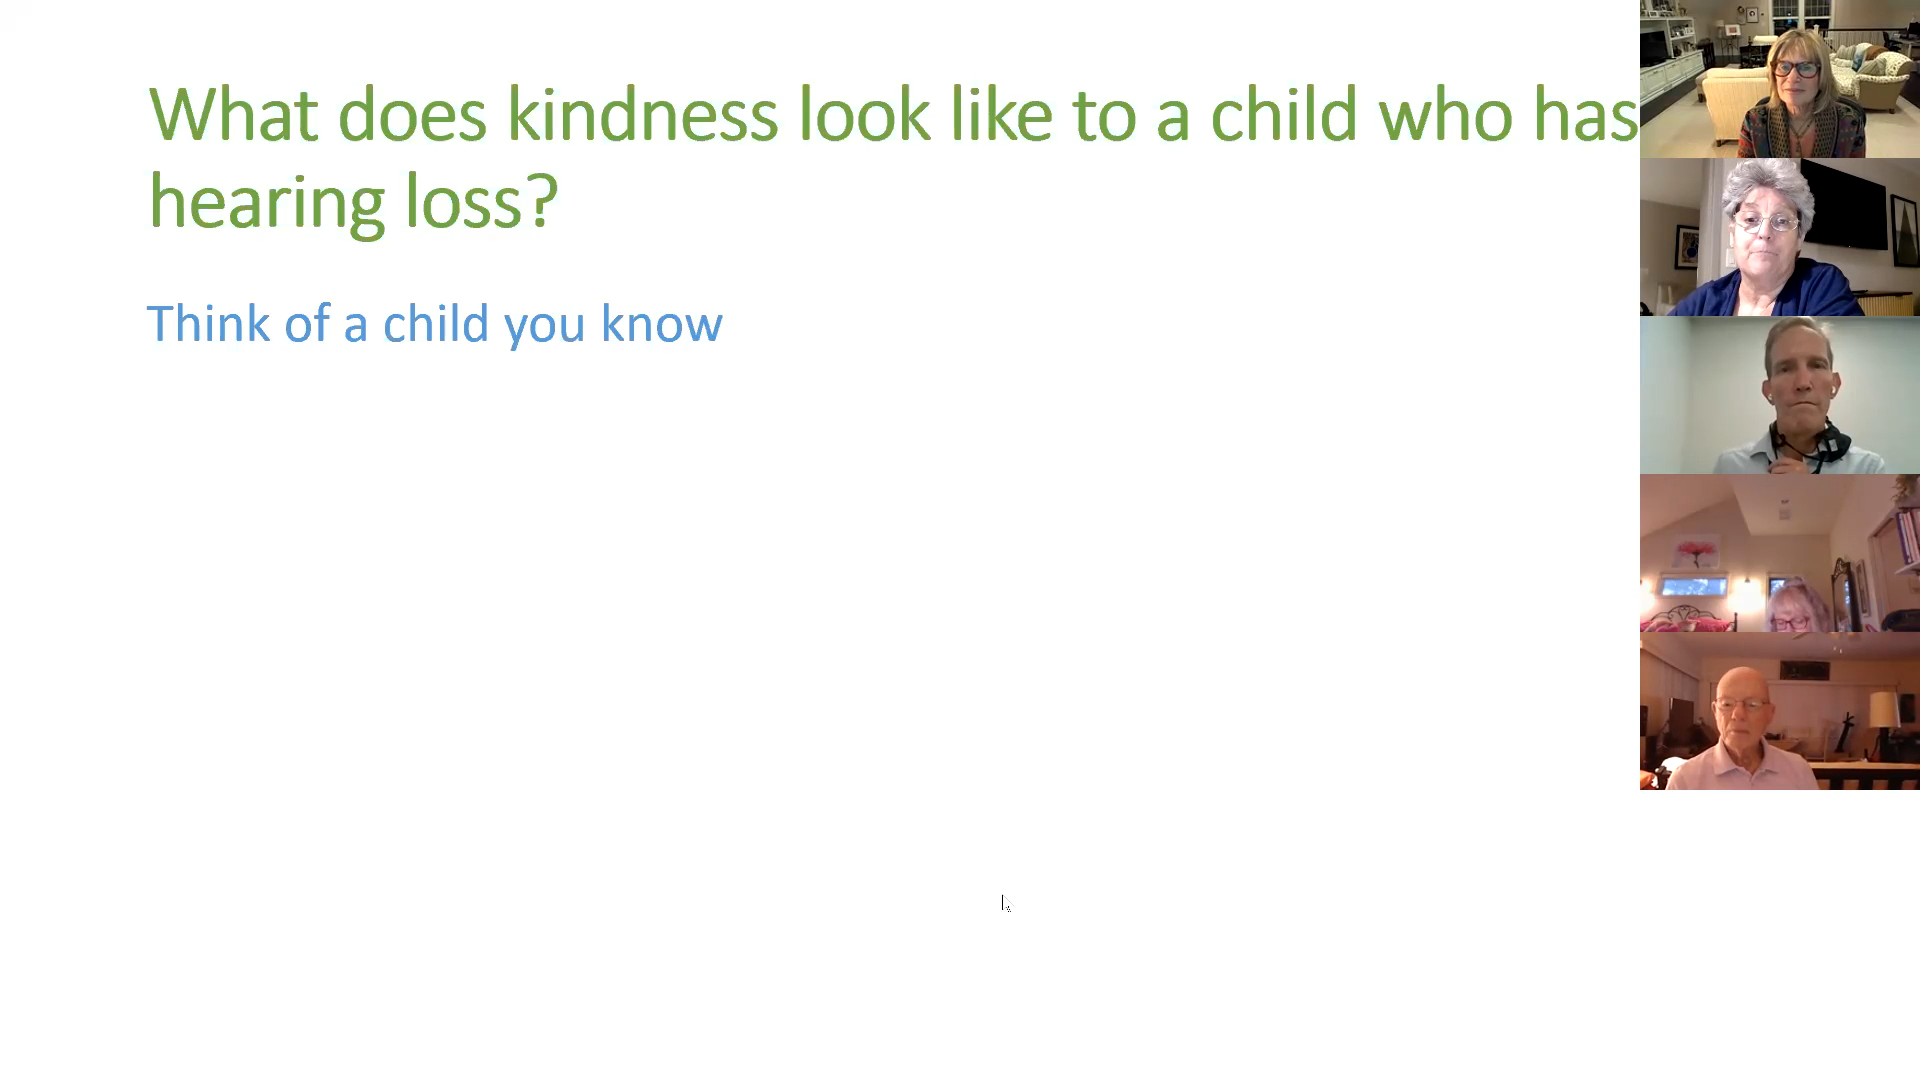 What does kindness look like to a child who has
hearing loss?
Think of a child you know